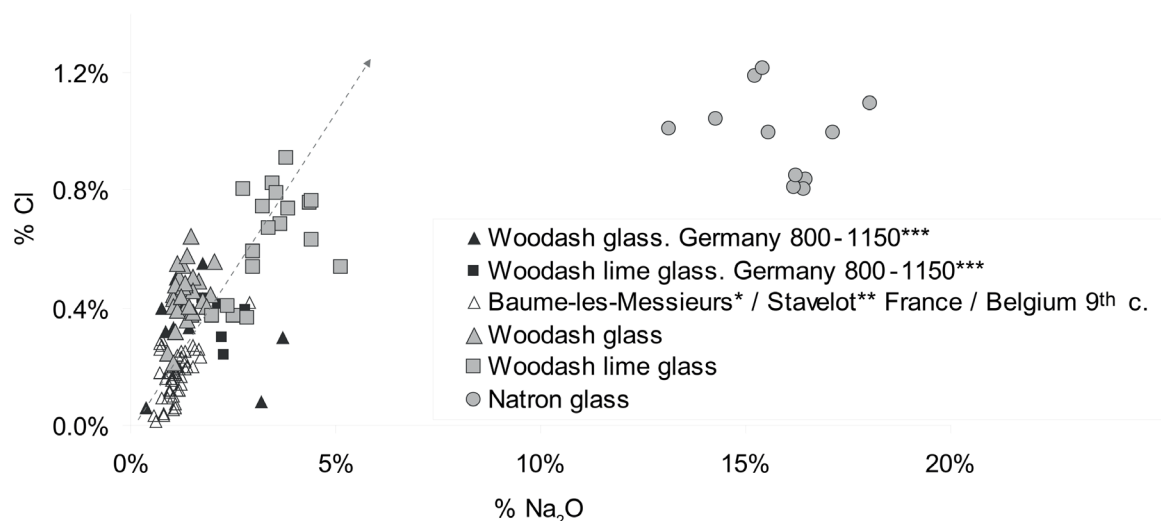 1.2%
% Cl
0.8%
▲ Woodash glass. Germany 800-1150***
■ Woodash lime glass. Germany 800-1150***
△ Baume-les-Messieurs* / Stavelot** France / Belgium 9th c.
0.4%
Woodash glass
Woodash lime glass
Natron glass
0.0%
0% 5% 10% 15% 20%
% Na₂O